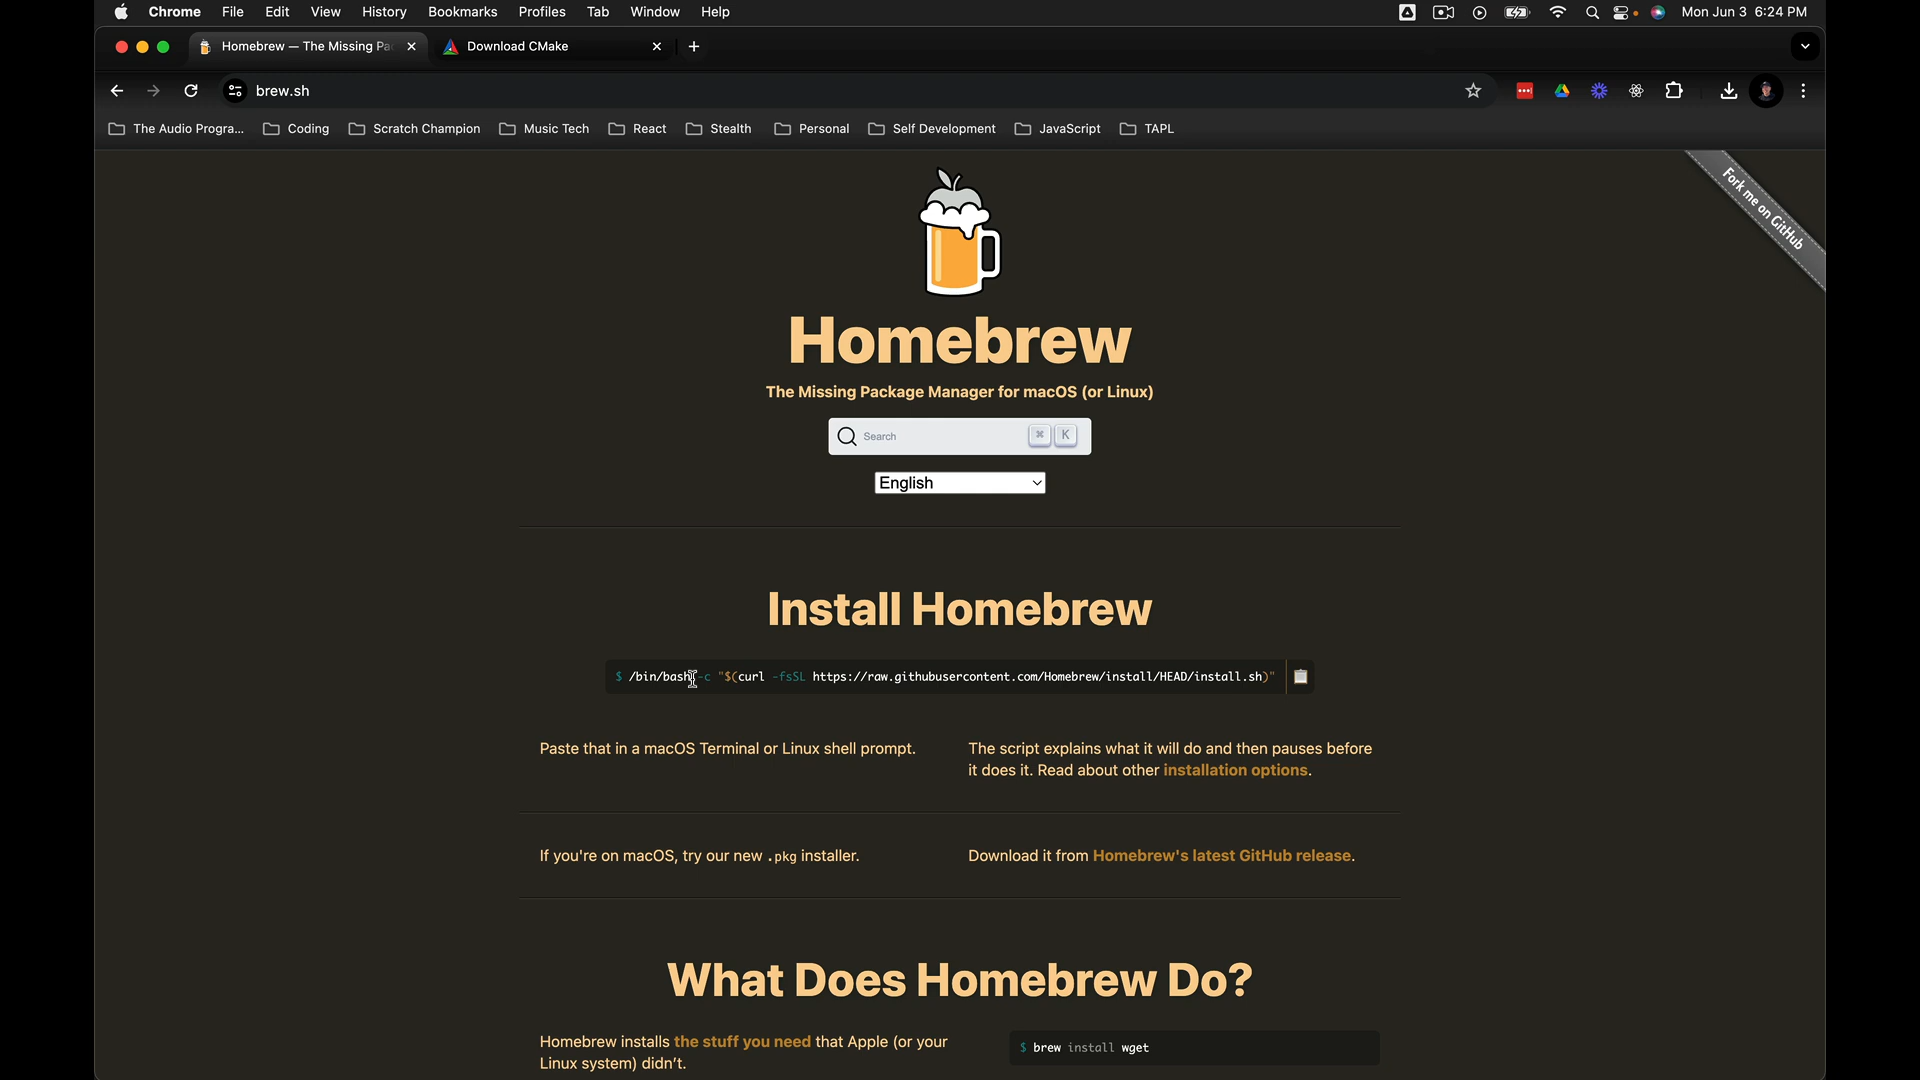 Chrome File Edit View History Bookmarks Profiles Tab Window Help Mon Jun 3 6:24 PM
Homebrew — The Missing Pa Download CMake
brew.sh
The Audio Progra... Coding Scratch Champion Music Tech React Stealth Personal Self Development JavaScript TAPL
Fork me on GitHub
Homebrew
The Missing Package Manager for macOS (or Linux)
Search ⌘ K
English
Install Homebrew
$ /bin/bash -c "$(curl -fsSL https://raw.githubusercontent.com/Homebrew/install/HEAD/install.sh)"
Paste that in a macOS Terminal or Linux shell prompt.
The script explains what it will do and then pauses before
it does it. Read about other installation options.
If you're on macOS, try our new .pkg installer.
Download it from Homebrew's latest GitHub release.
What Does Homebrew Do?
Homebrew installs the stuff you need that Apple (or your
Linux system) didn't.
$ brew install wget